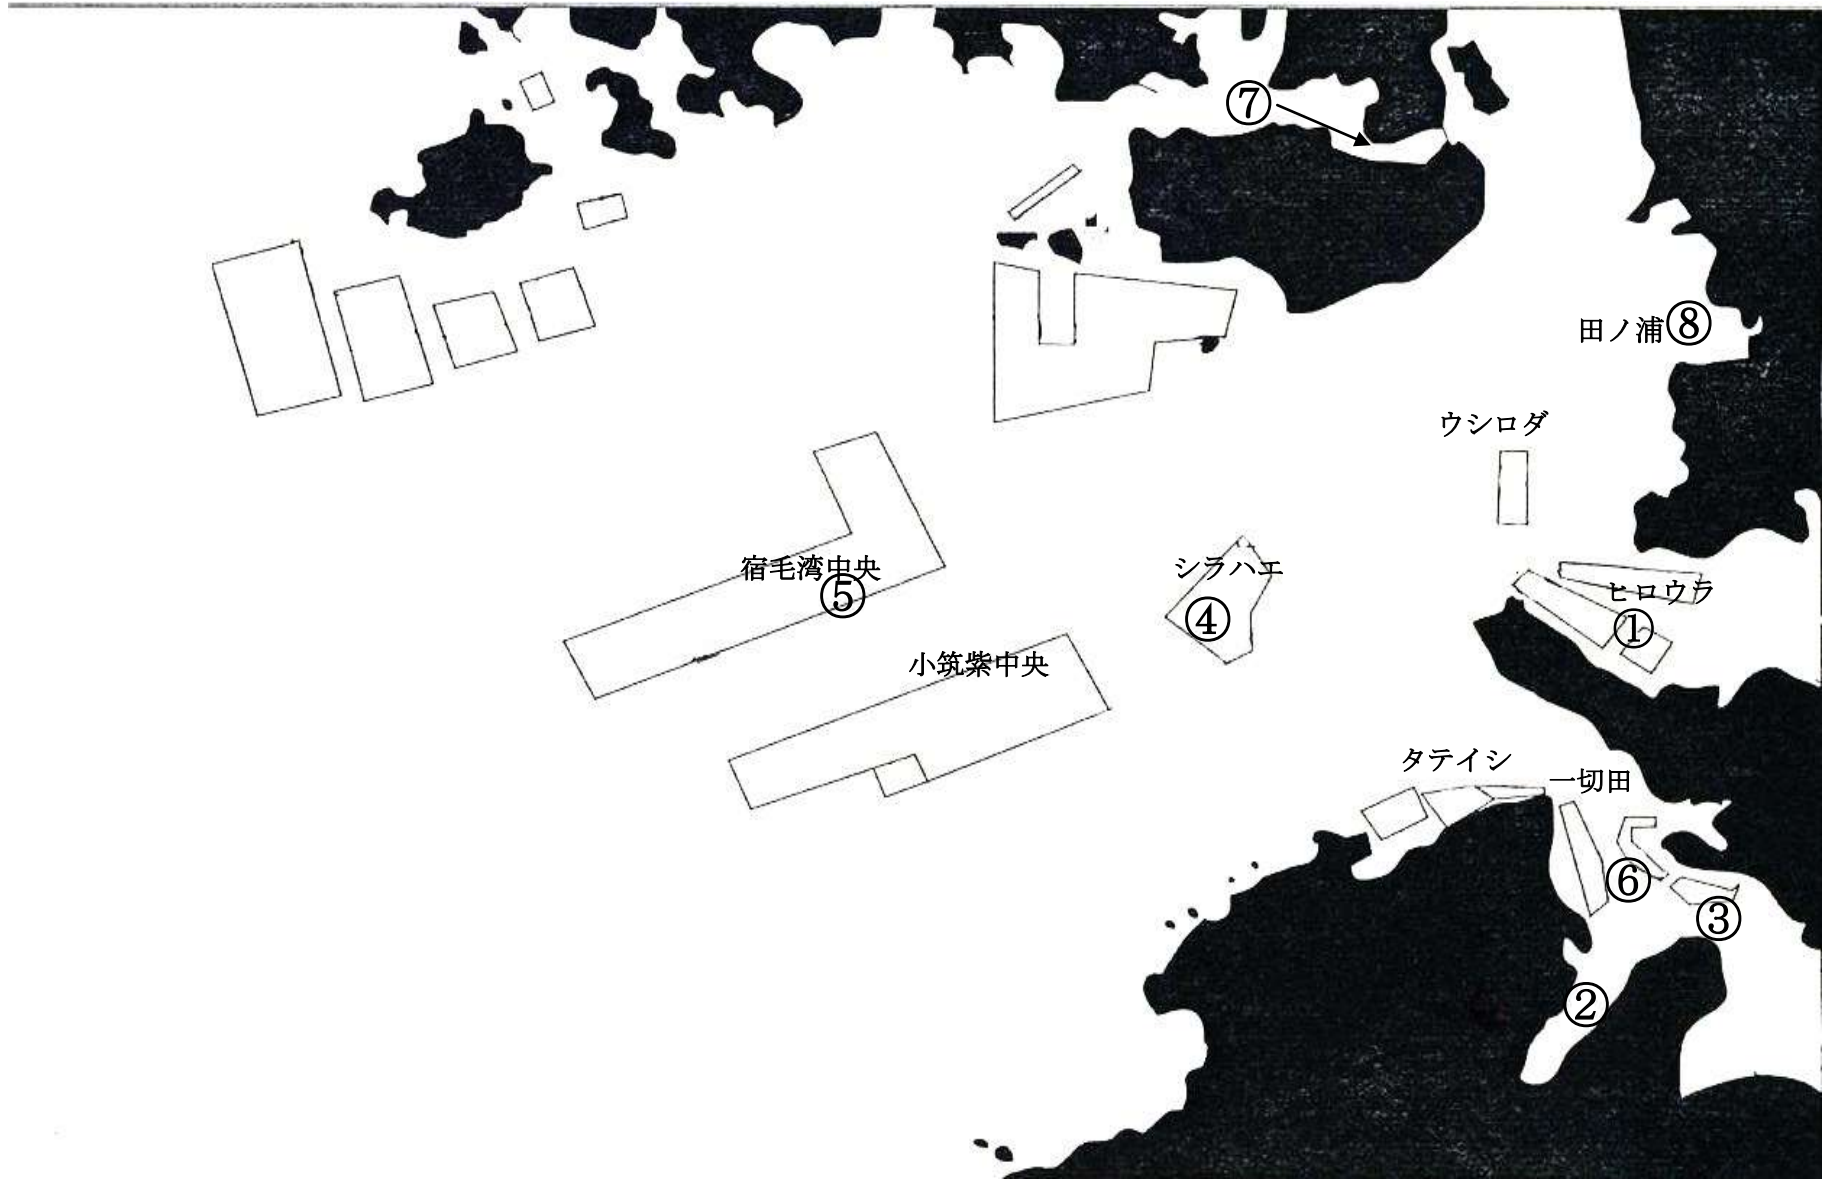 ⑦
田ノ浦⑧
ウシロダ
宿毛湾中央
⑤
シラハエ
④
ヒロウラ
①
小筑紫中央
タテイシ
一切田
⑥
③
②